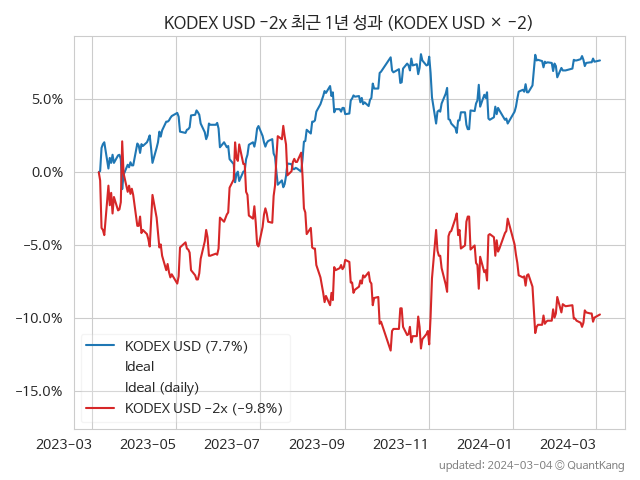 KODEX USD −2x 최근 1년 성과 (KODEX USD × −2)
5.0%
0.0%
−5.0%
−10.0%
−15.0%
KODEX USD (7.7%)
Ideal
Ideal (daily)
KODEX USD −2x (−9.8%)
2023−03
2023−05
2023−07
2023−09
2023−11
2024−01
2024−03
updated: 2024−03−04 © QuantKang